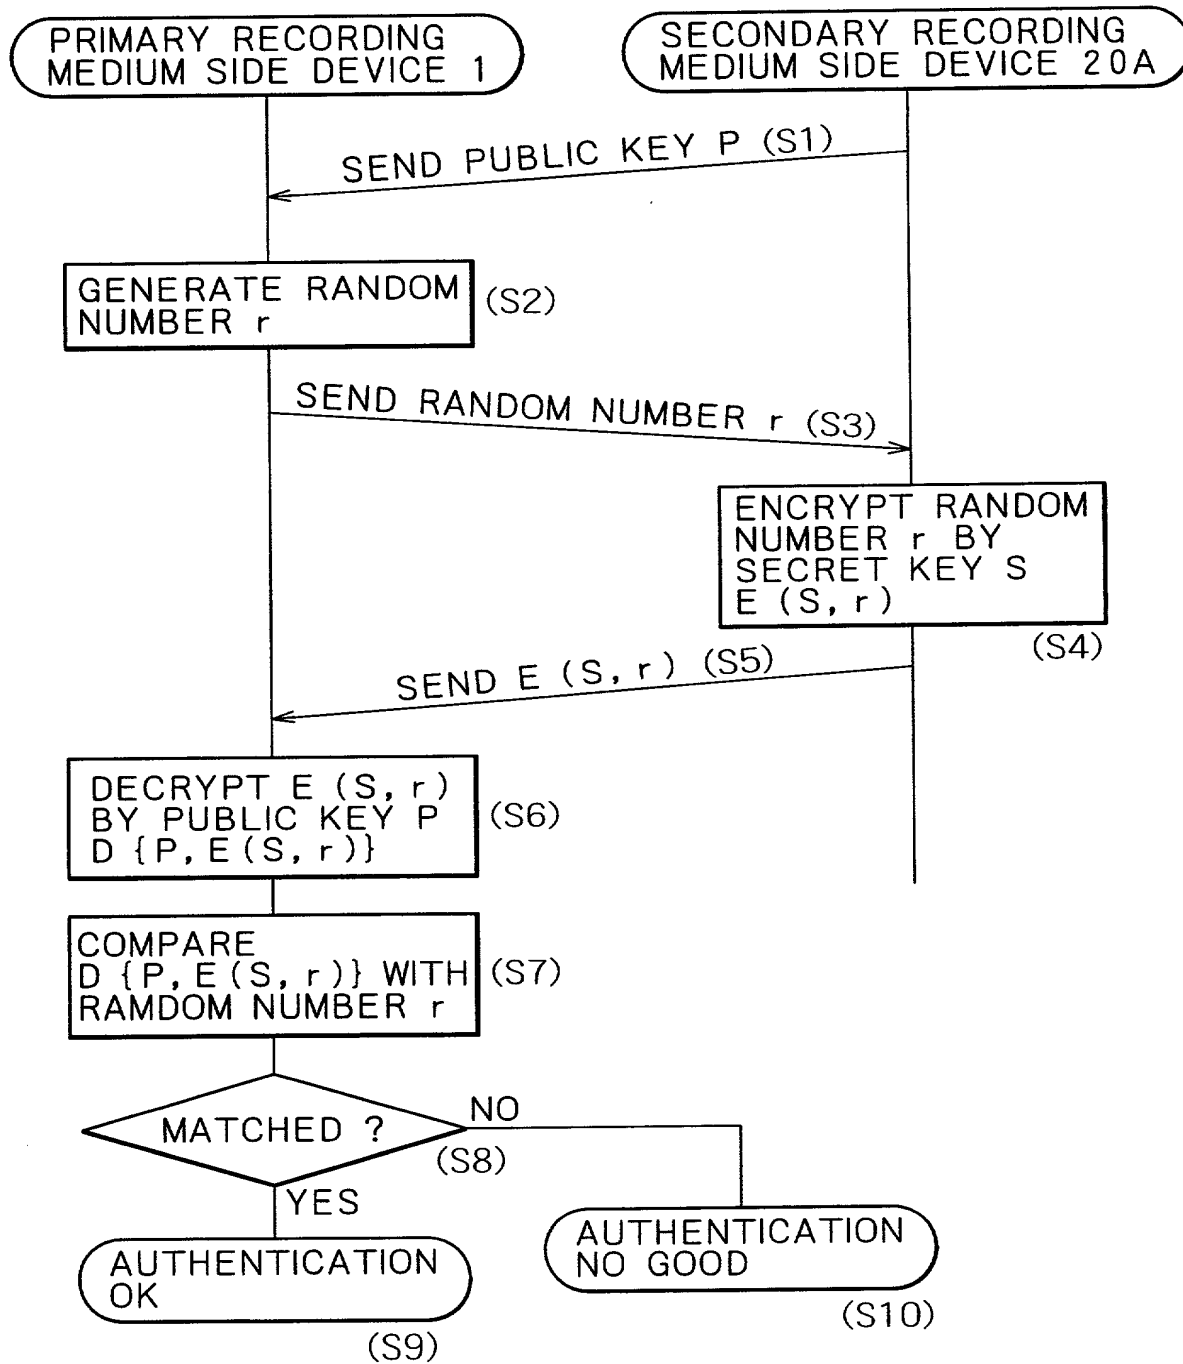 PRIMARY RECORDING
MEDIUM SIDE DEVICE 1
SECONDARY RECORDING
MEDIUM SIDE DEVICE 20A
SEND PUBLIC KEY P (S1)
GENERATE RANDOM
NUMBER r
(S2)
SEND RANDOM NUMBER r (S3)
ENCRYPT RANDOM
NUMBER r BY
SECRET KEY S
E (S, r)
(S4)
SEND E (S, r) (S5)
DECRYPT E (S, r)
BY PUBLIC KEY P
D {P, E (S, r)}
(S6)
COMPARE
D {P, E (S, r)} WITH
RAMDOM NUMBER r
(S7)
MATCHED ?
(S8)
NO
YES
AUTHENTICATION
OK
(S9)
AUTHENTICATION
NO GOOD
(S10)